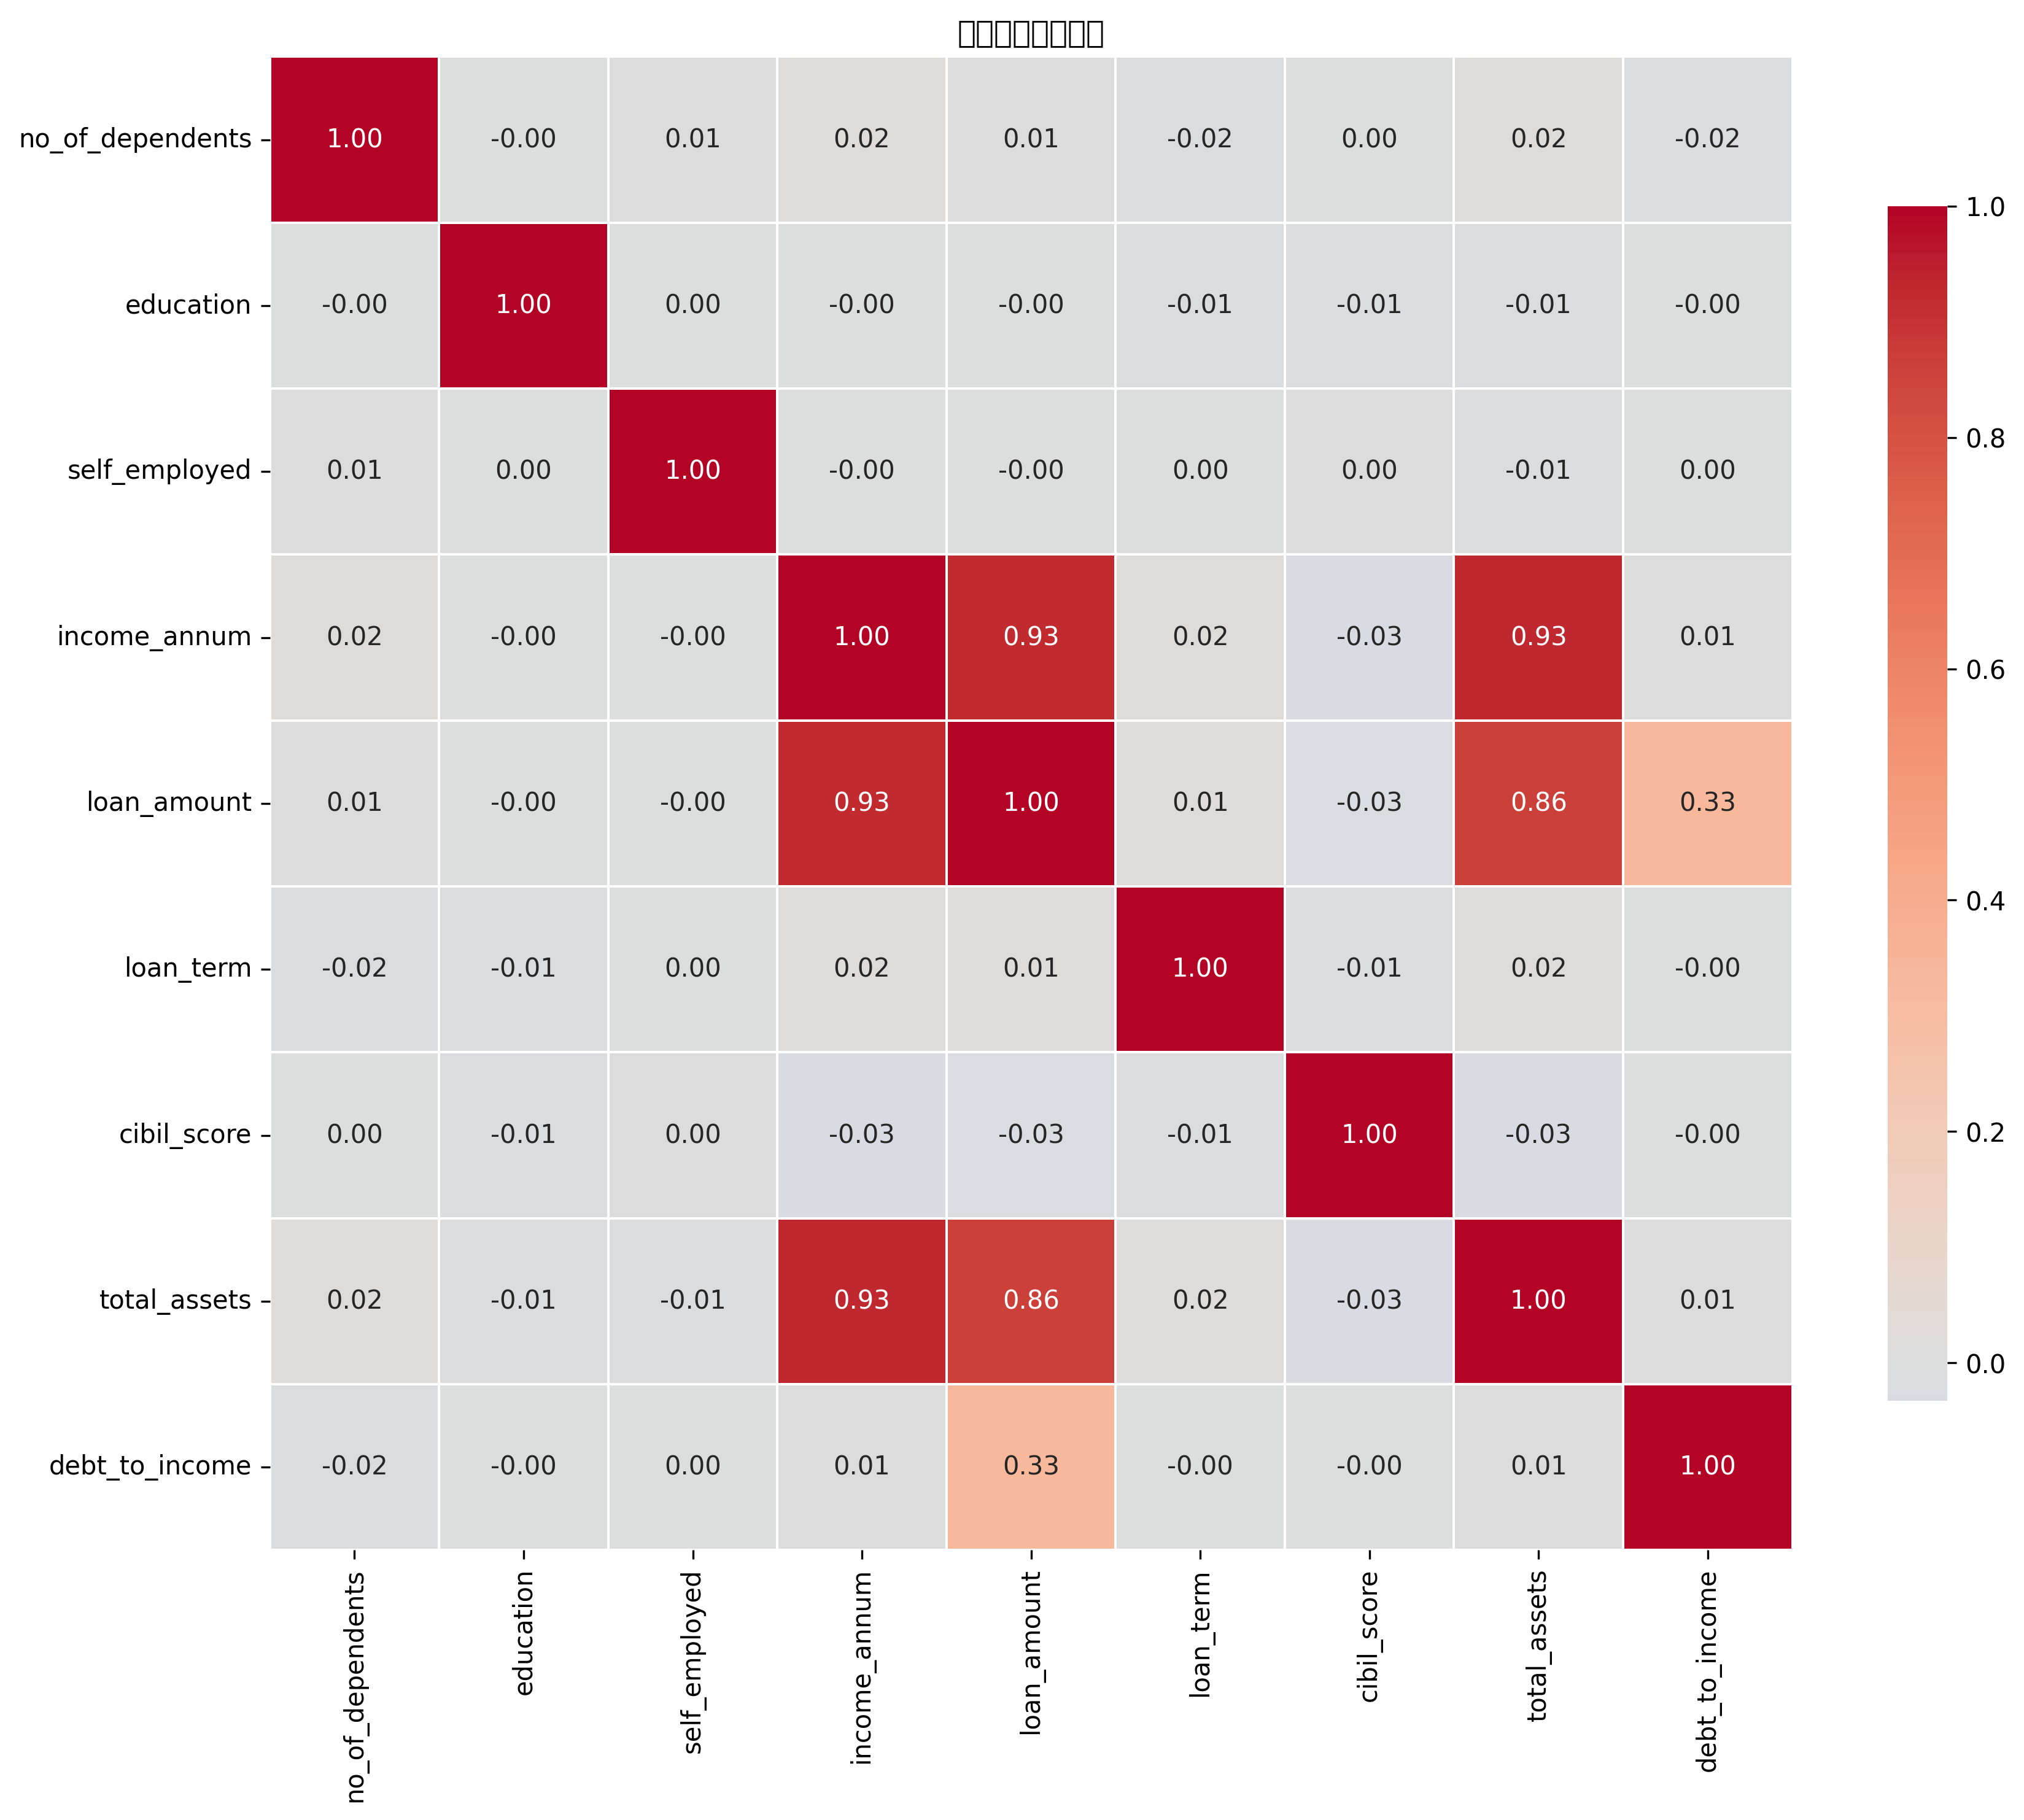 no_of_dependents 1.00 -0.00 0.01 0.02 0.01 -0.02 0.00 0.02 -0.02
education -0.00 1.00 0.00 -0.00 -0.00 -0.01 -0.01 -0.01 -0.00
self_employed 0.01 0.00 1.00 -0.00 -0.00 0.00 0.00 -0.01 0.00
income_annum 0.02 -0.00 -0.00 1.00 0.93 0.02 -0.03 0.93 0.01
loan_amount 0.01 -0.00 -0.00 0.93 1.00 0.01 -0.03 0.86 0.33
loan_term -0.02 -0.01 0.00 0.02 0.01 1.00 -0.01 0.02 -0.00
cibil_score 0.00 -0.01 0.00 -0.03 -0.03 -0.01 1.00 -0.03 -0.00
total_assets 0.02 -0.01 -0.01 0.93 0.86 0.02 -0.03 1.00 0.01
debt_to_income -0.02 -0.00 0.00 0.01 0.33 -0.00 -0.00 0.01 1.00
no_of_dependents
education
self_employed
income_annum
loan_amount
loan_term
cibil_score
total_assets
debt_to_income
1.0
0.8
0.6
0.4
0.2
0.0